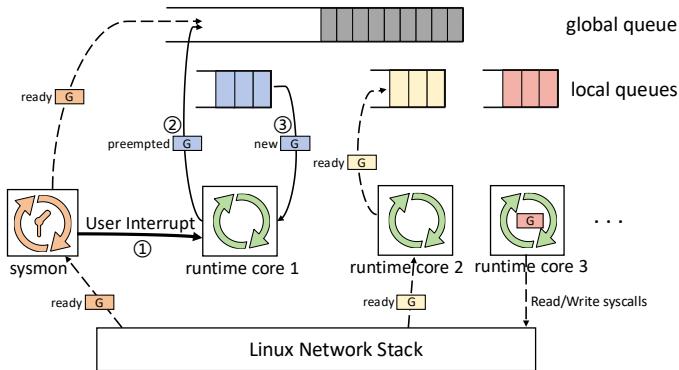 global queue
local queues
ready G
② ③
preempted G
new G
ready G
G
User Interrupt
①
. . .
sysmon
runtime core 1
runtime core 2
runtime core 3
ready G
ready G
Read/Write syscalls
Linux Network Stack